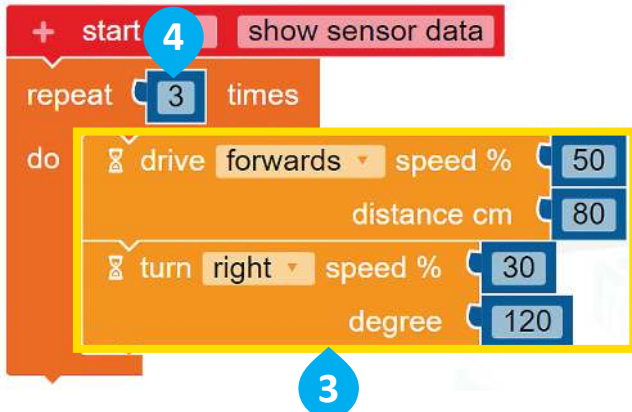 + start show sensor data
4
repeat 3 times
do drive forwards speed % 50
distance cm 80
turn right speed % 30
degree 120
3